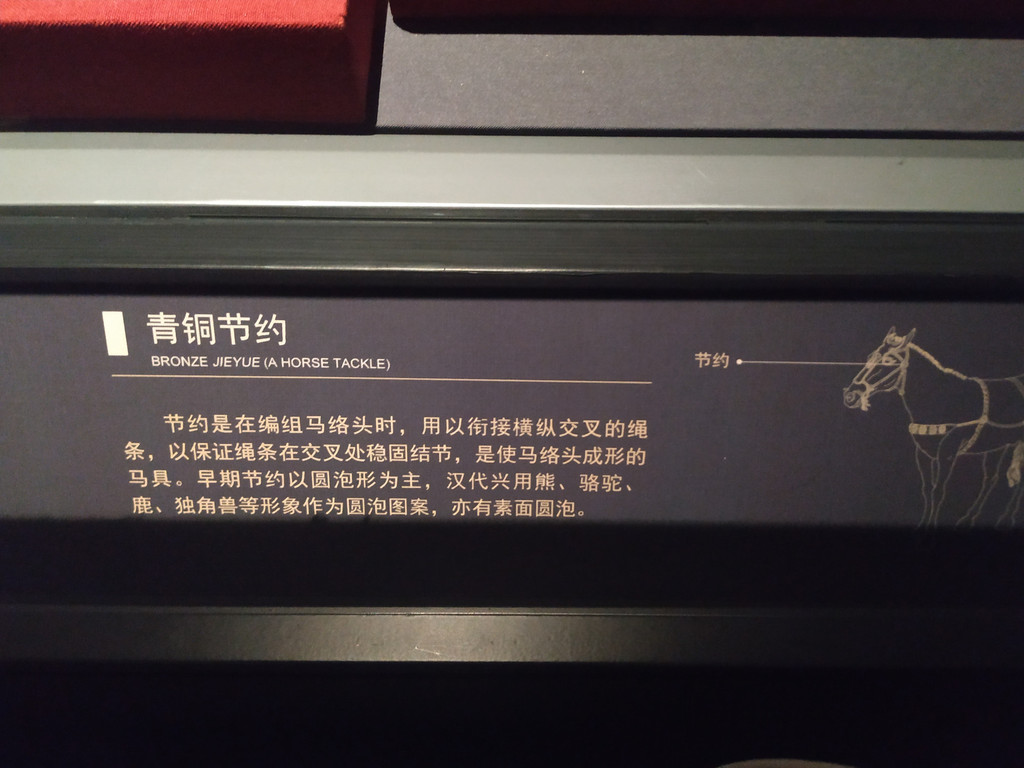 青铜节约
BRONZE JIEYUE (A HORSE TACKLE)
节约
节约是在编组马络头时，用以衔接横纵交叉的绳
条，以保证绳条在交叉处稳固结节，是使马络头成形的
马具。早期节约以圆泡形为主，汉代兴用熊、骆驼、
鹿、独角兽等形象作为圆泡图案，亦有素面圆泡。